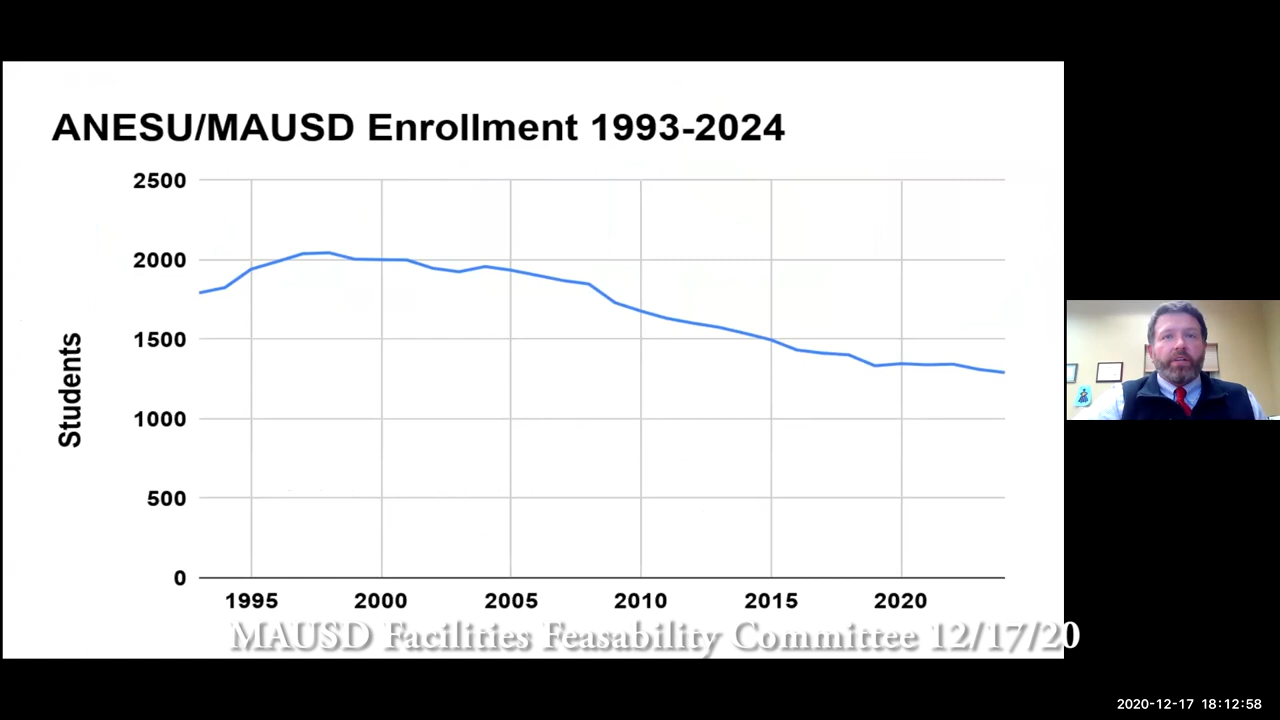 ANESU/MAUSD Enrollment 1993-2024
2500
2000
1500
1000
500
0
Students
1995 2000 2005 2010 2015 2020
MAUSD Facilities Feasability Committee 12/17/20
2020-12-17 18:12:58